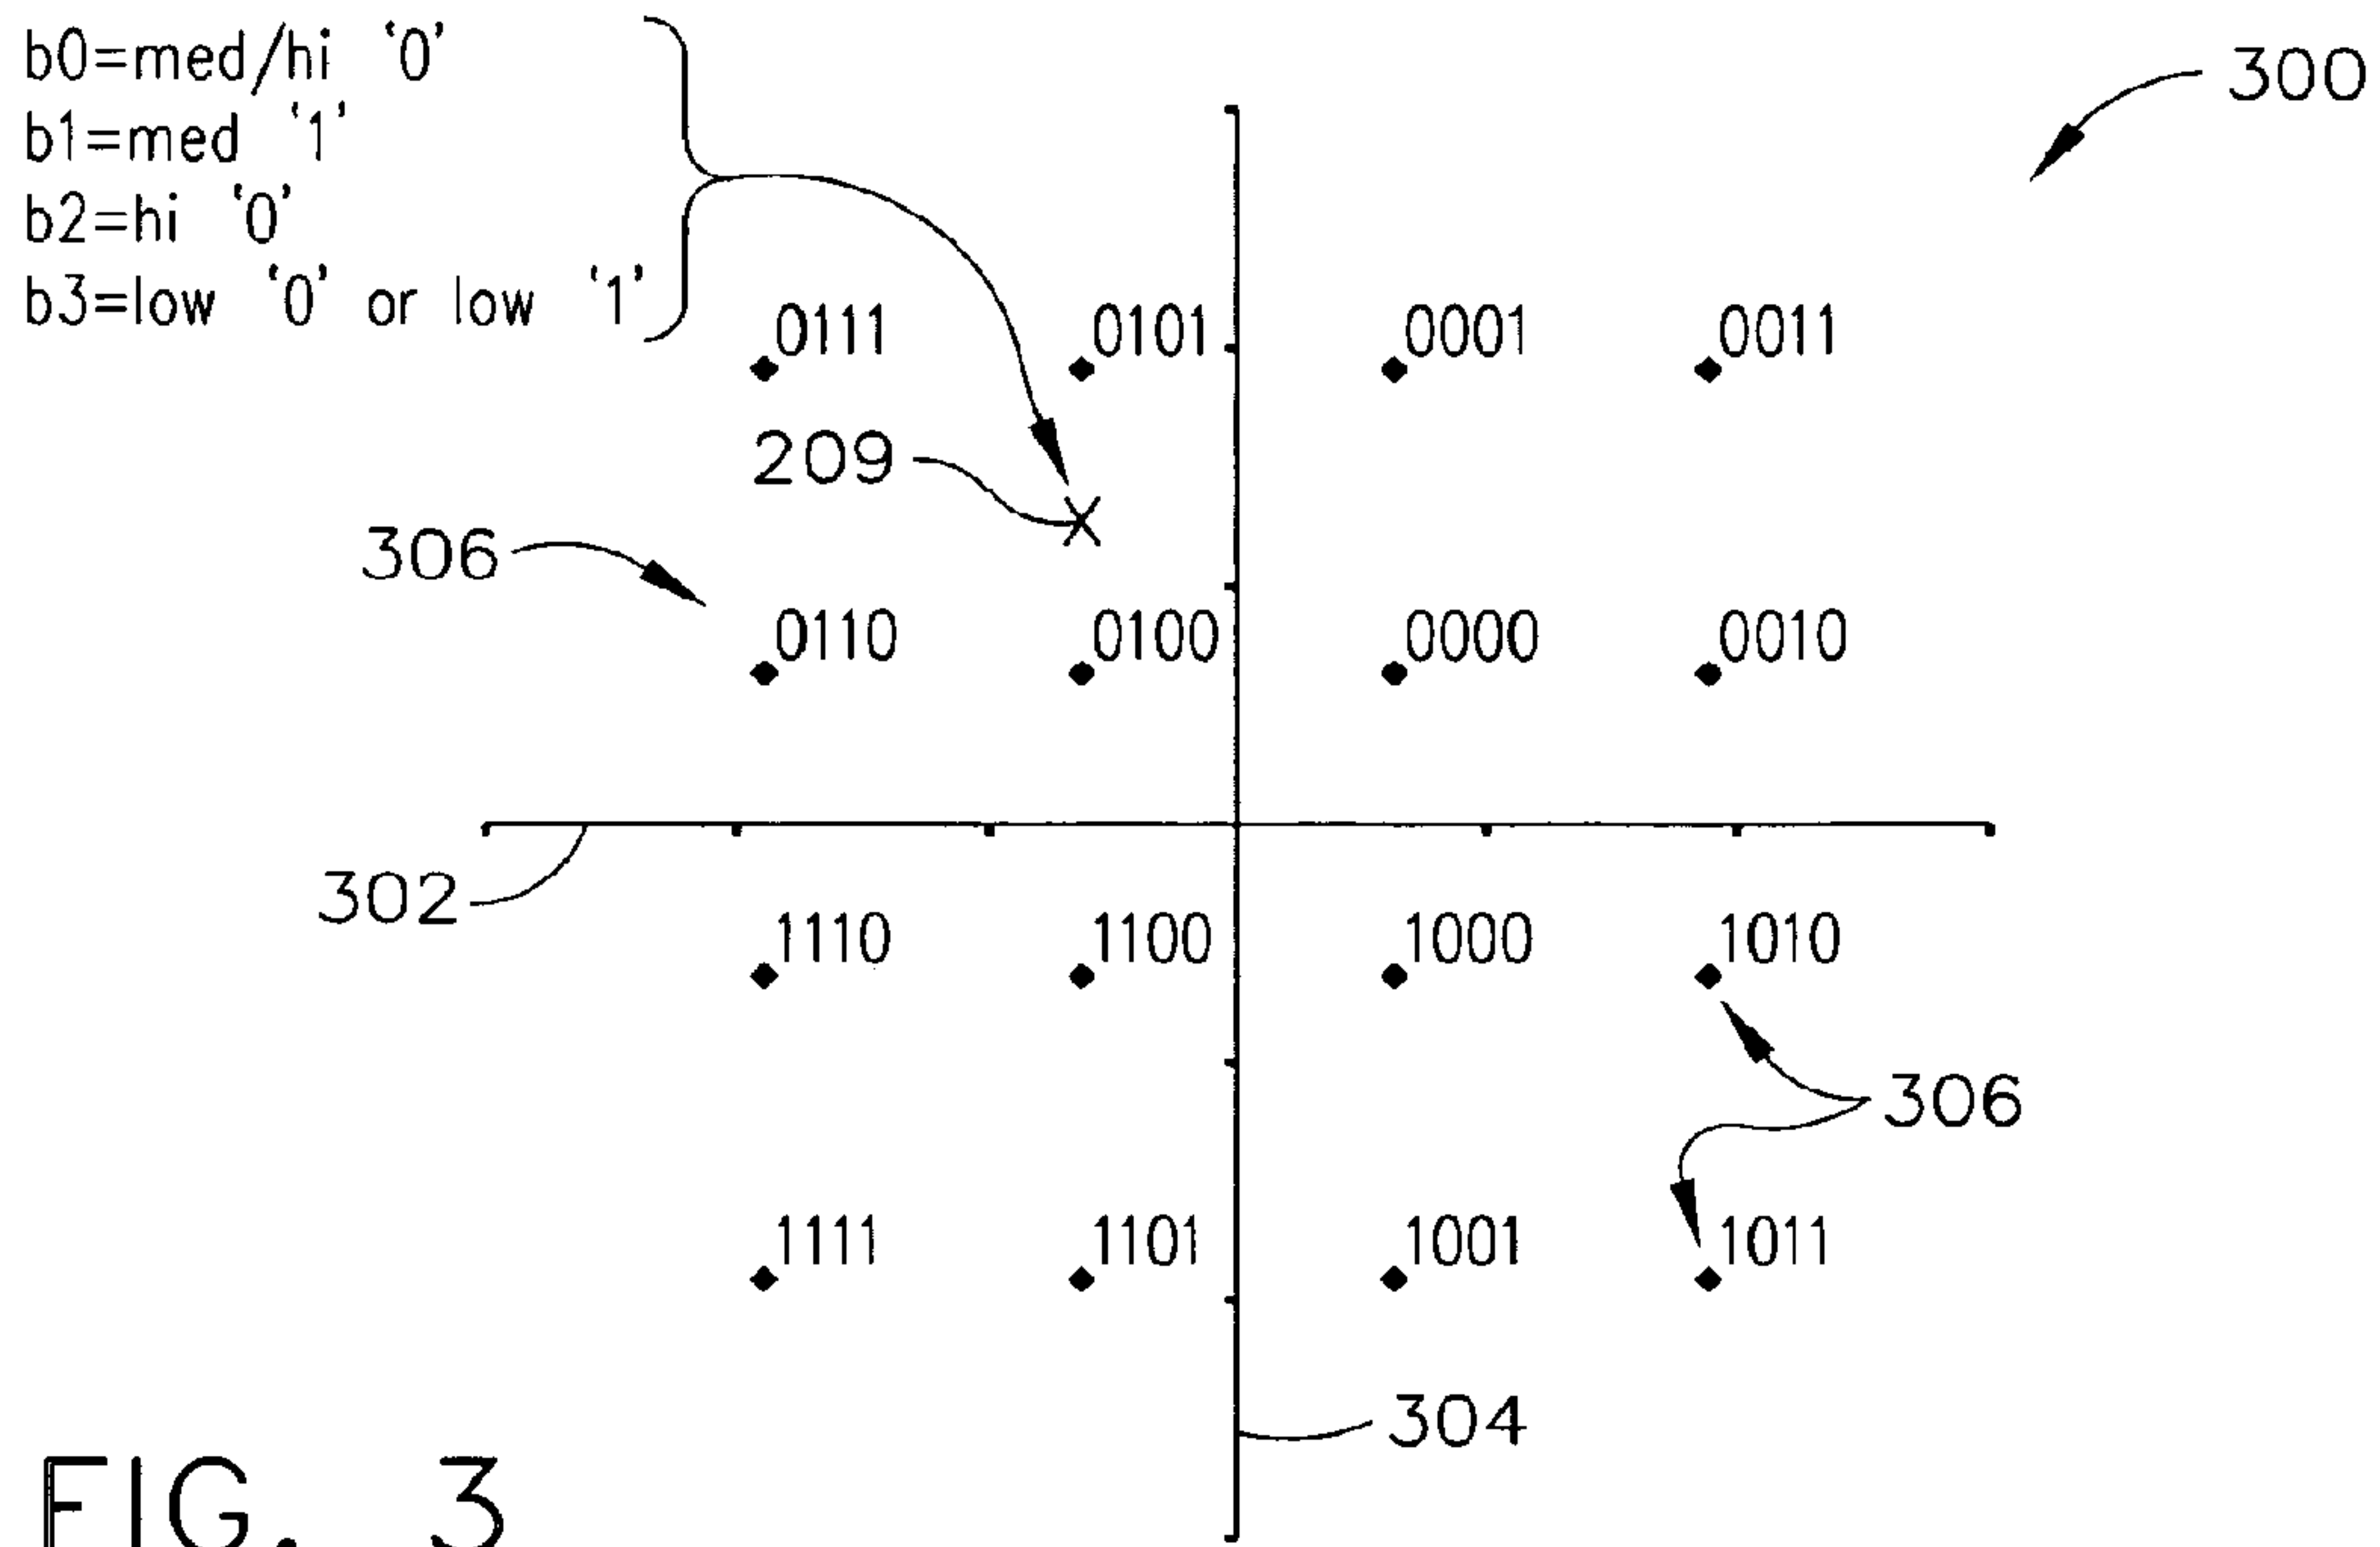 b0=med/hi ‘0’
b1=med ‘1’
b2=hi ‘0’
b3=low ‘0’ or low ‘1’
300
0111 0101 0001 0011
209
306
0110 0100 0000 0010
302
1110 1100 1000 1010
306
1111 1101 1001 1011
304
FIG. 3